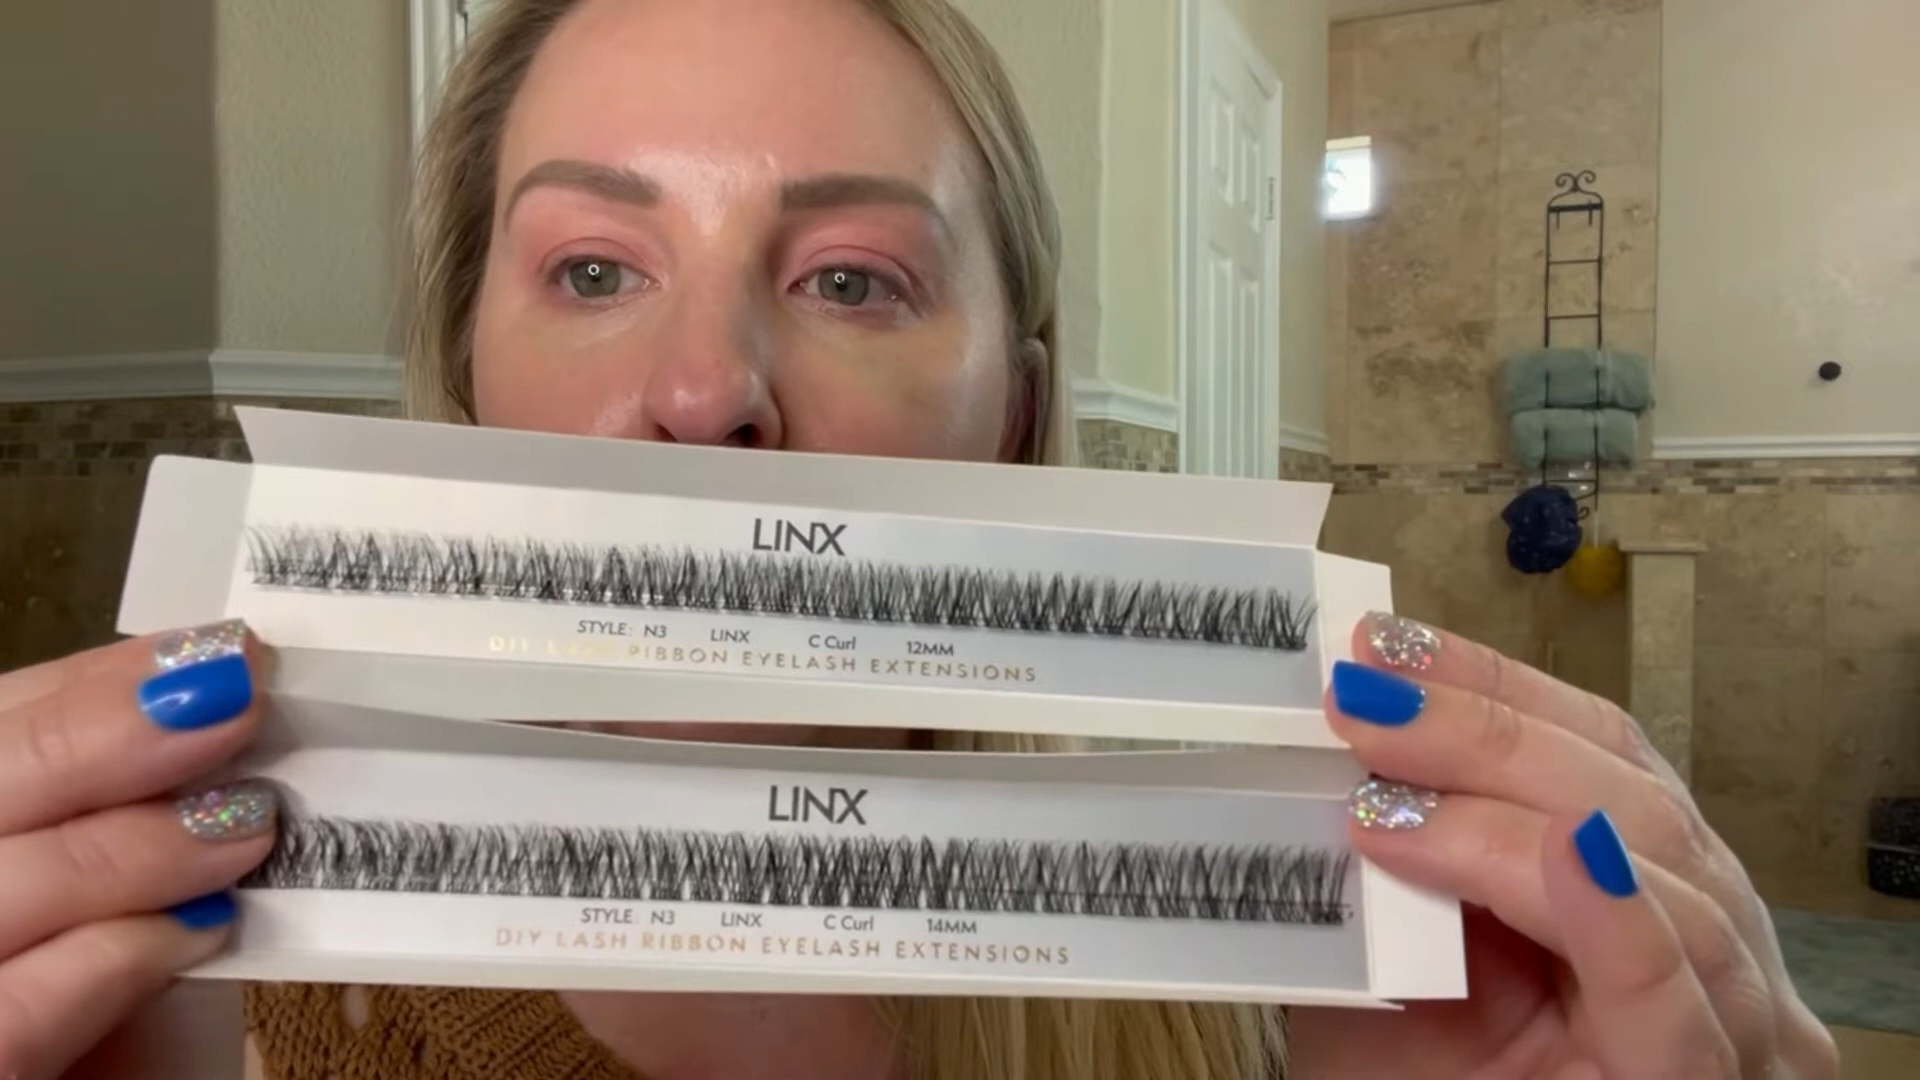 LINX
STYLE: N3 LINX C Curl 12MM
DIY LASH RIBBON EYELASH EXTENSIONS
LINX
STYLE: N3 LINX C Curl 14MM
DIY LASH RIBBON EYELASH EXTENSIONS